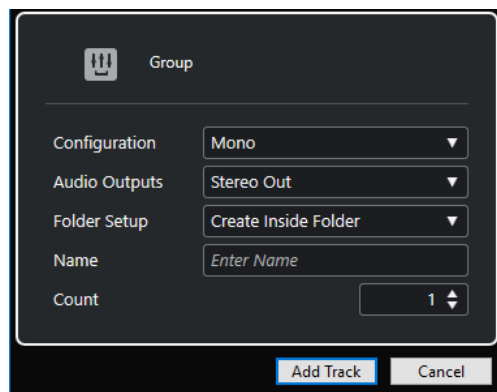 Group
Configuration Mono
Audio Outputs Stereo Out
Folder Setup Create Inside Folder
Name Enter Name
Count 1
Add Track Cancel